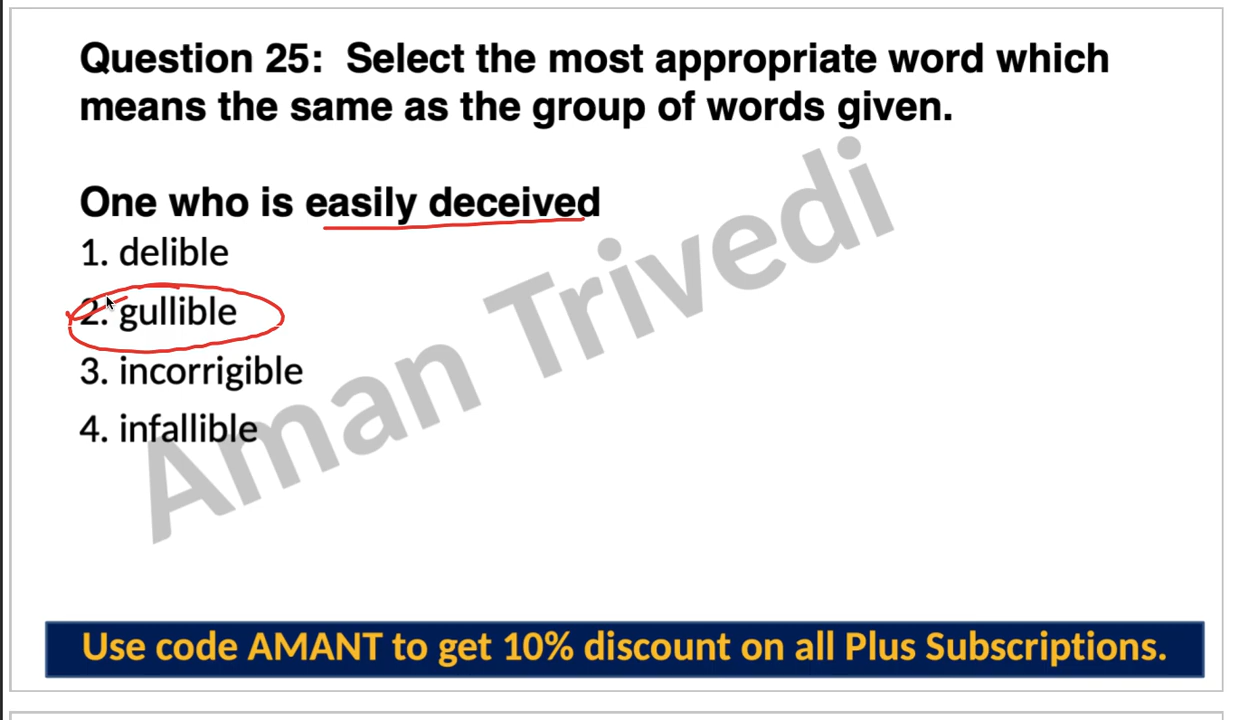 Question 25: Select the most appropriate word which
means the same as the group of words given.
One who is easily deceived
1. delible
2. gullible
3. incorrigible
4. infallible
Aman Trivedi
Use code AMANT to get 10% discount on all Plus Subscriptions.